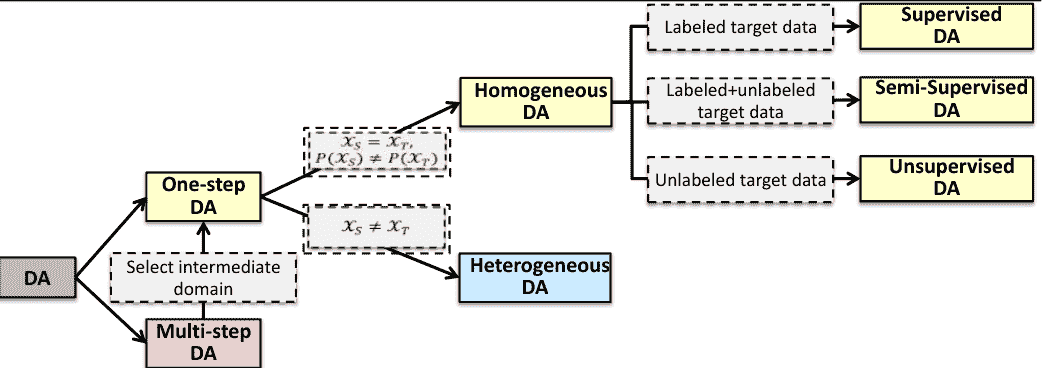 DA
One-step
DA
Select intermediate
domain
Multi-step
DA
𝒳S = 𝒳T,
P(𝒳S) ≠ P(𝒳T)
𝒳S ≠ 𝒳T
Homogeneous
DA
Heterogeneous
DA
Labeled target data
Labeled+unlabeled
target data
Unlabeled target data
Supervised
DA
Semi-Supervised
DA
Unsupervised
DA